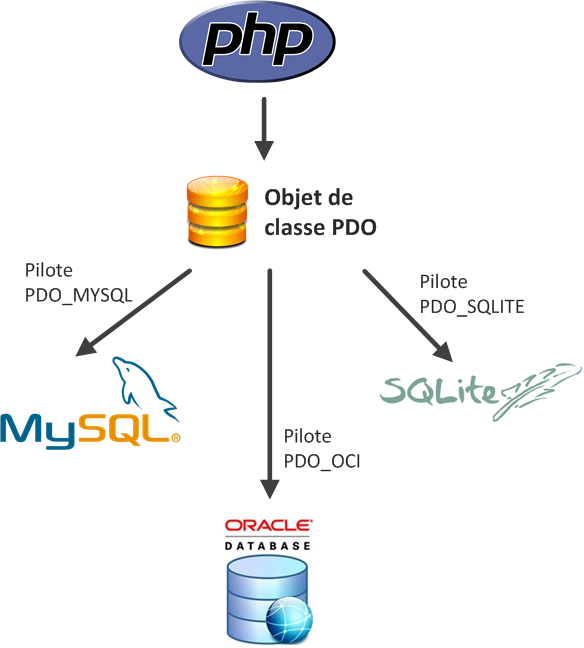 php
Objet de
classe PDO
Pilote
PDO_MYSQL
Pilote
PDO_SQLITE
MySQL®
SQLite
Pilote
PDO_OCI
ORACLE®
DATABASE